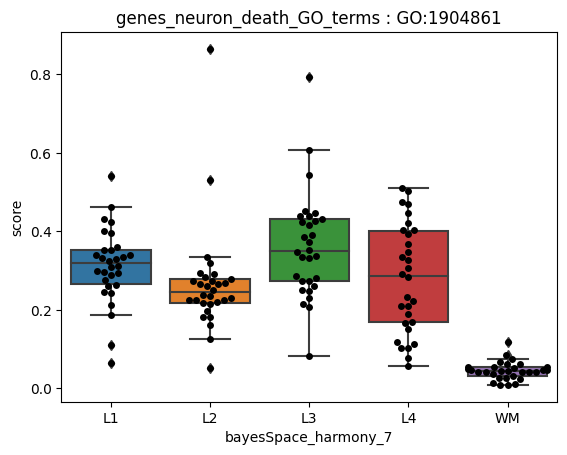 genes_neuron_death_GO_terms : GO:1904861
score
0.8
0.6
0.4
0.2
0.0
L1 L2 L3 L4 WM
bayesSpace_harmony_7